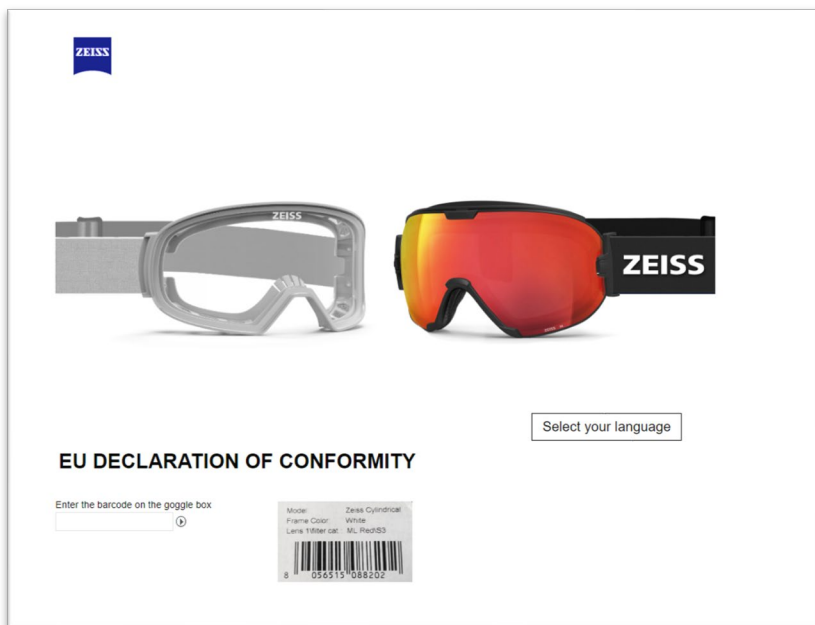 ZEISS
ZEISS
ZEISS
Select your language
EU DECLARATION OF CONFORMITY
Enter the barcode on the goggle box
Model: Zeiss Cylindrical
Frame Color: White
Lens 1\filter cat: ML Red\S3
8 056515 088202